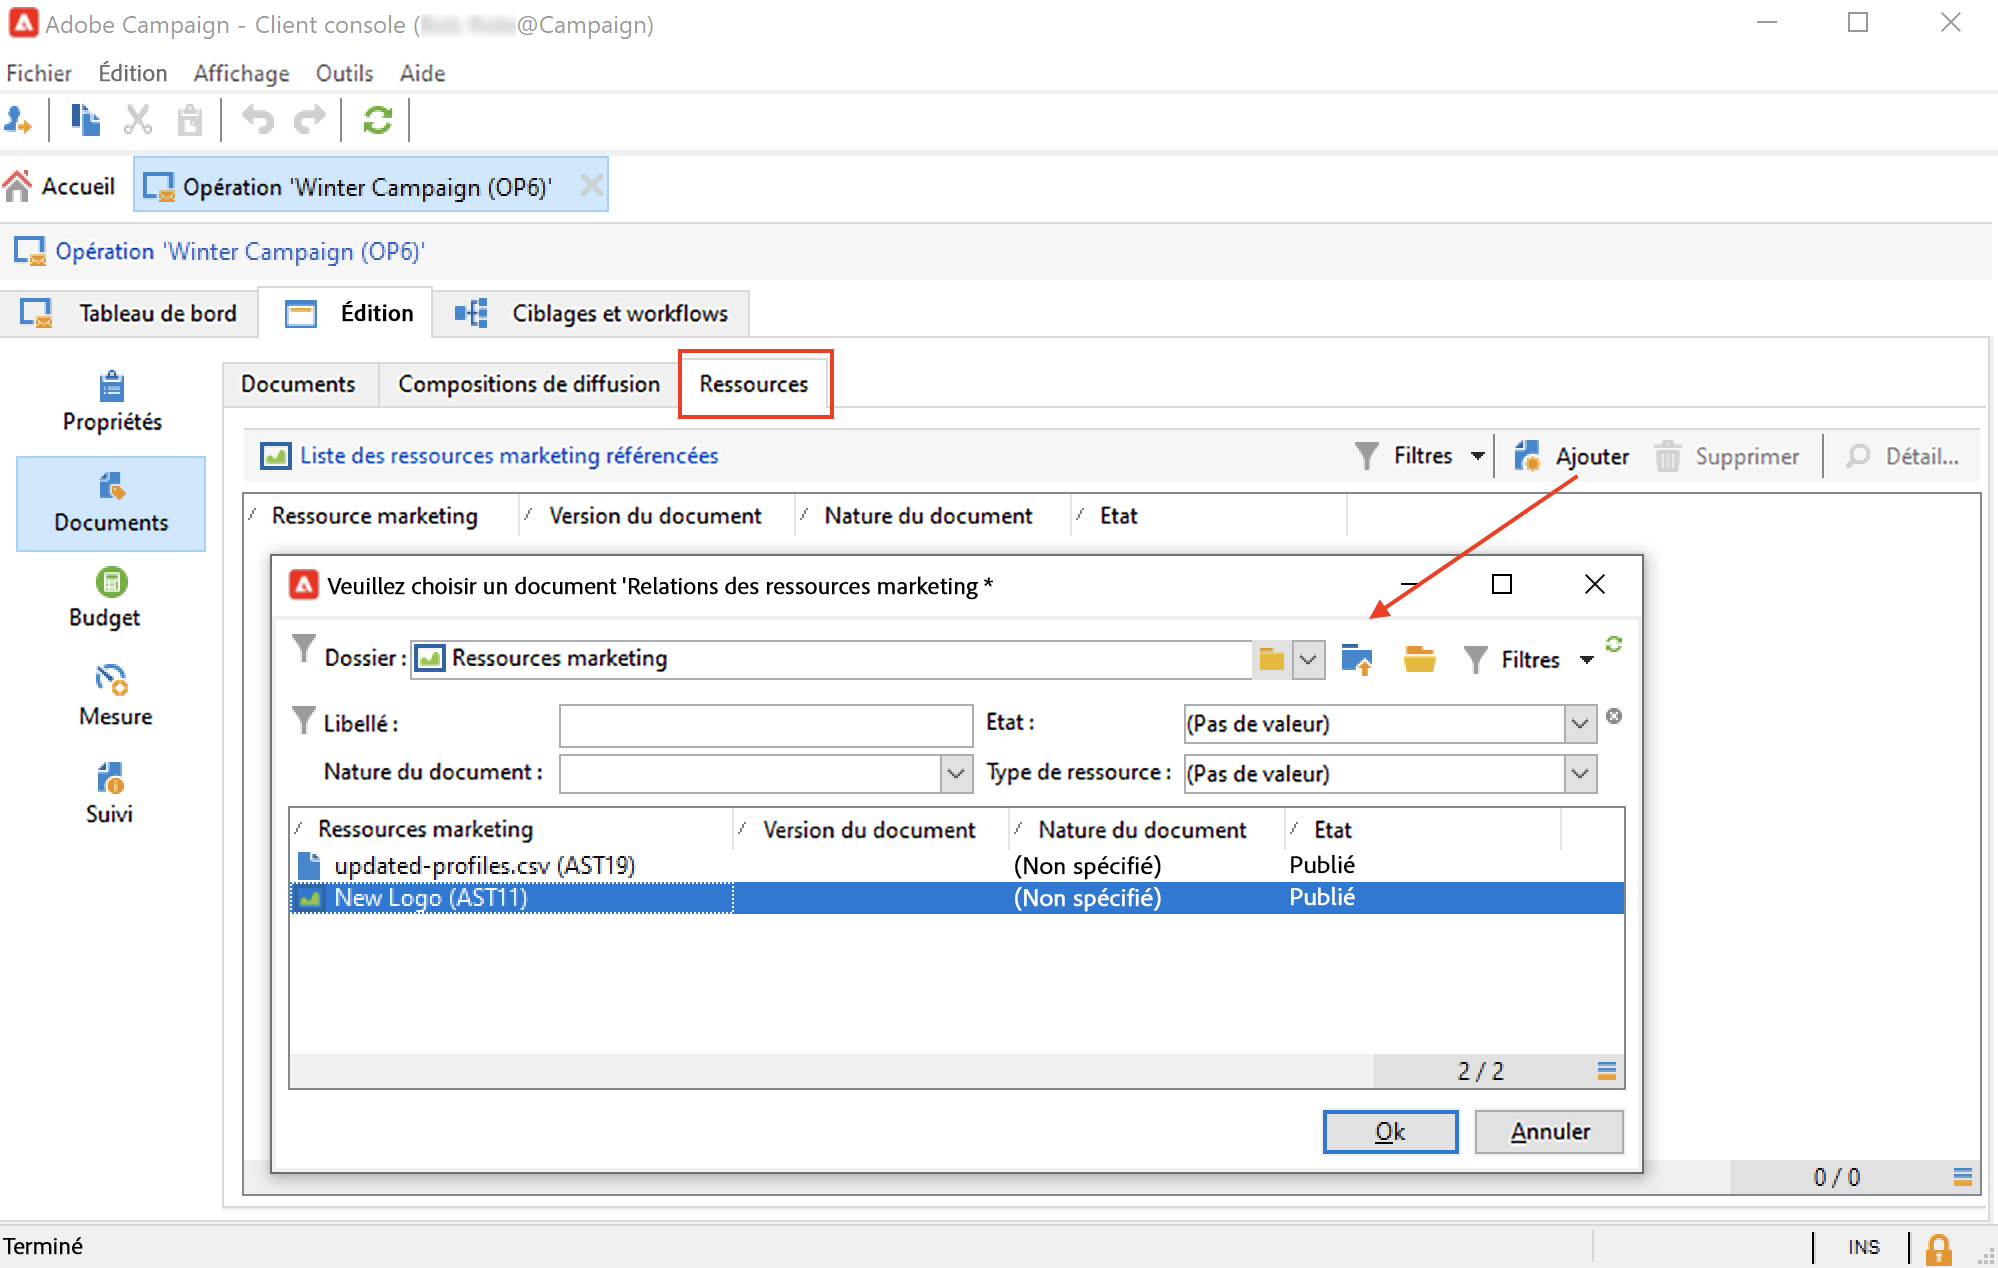 Adobe Campaign - Client console (@Campaign)
Fichier Édition Affichage Outils Aide
Accueil Opération 'Winter Campaign (OP6)'
Opération 'Winter Campaign (OP6)'
Tableau de bord Édition Ciblages et workflows
Documents Compositions de diffusion Ressources
Propriétés
Documents
Budget
Mesure
Suivi
Liste des ressources marketing référencées Filtres Ajouter Supprimer Détail...
Ressource marketing Version du document Nature du document Etat
Veuillez choisir un document 'Relations des ressources marketing *
Dossier : Ressources marketing Filtres
Libellé : Etat : (Pas de valeur)
Nature du document : Type de ressource : (Pas de valeur)
Ressources marketing Version du document Nature du document Etat
updated-profiles.csv (AST19) (Non spécifié) Publié
New Logo (AST11) (Non spécifié) Publié
2 / 2
Ok Annuler
0 / 0
Terminé INS